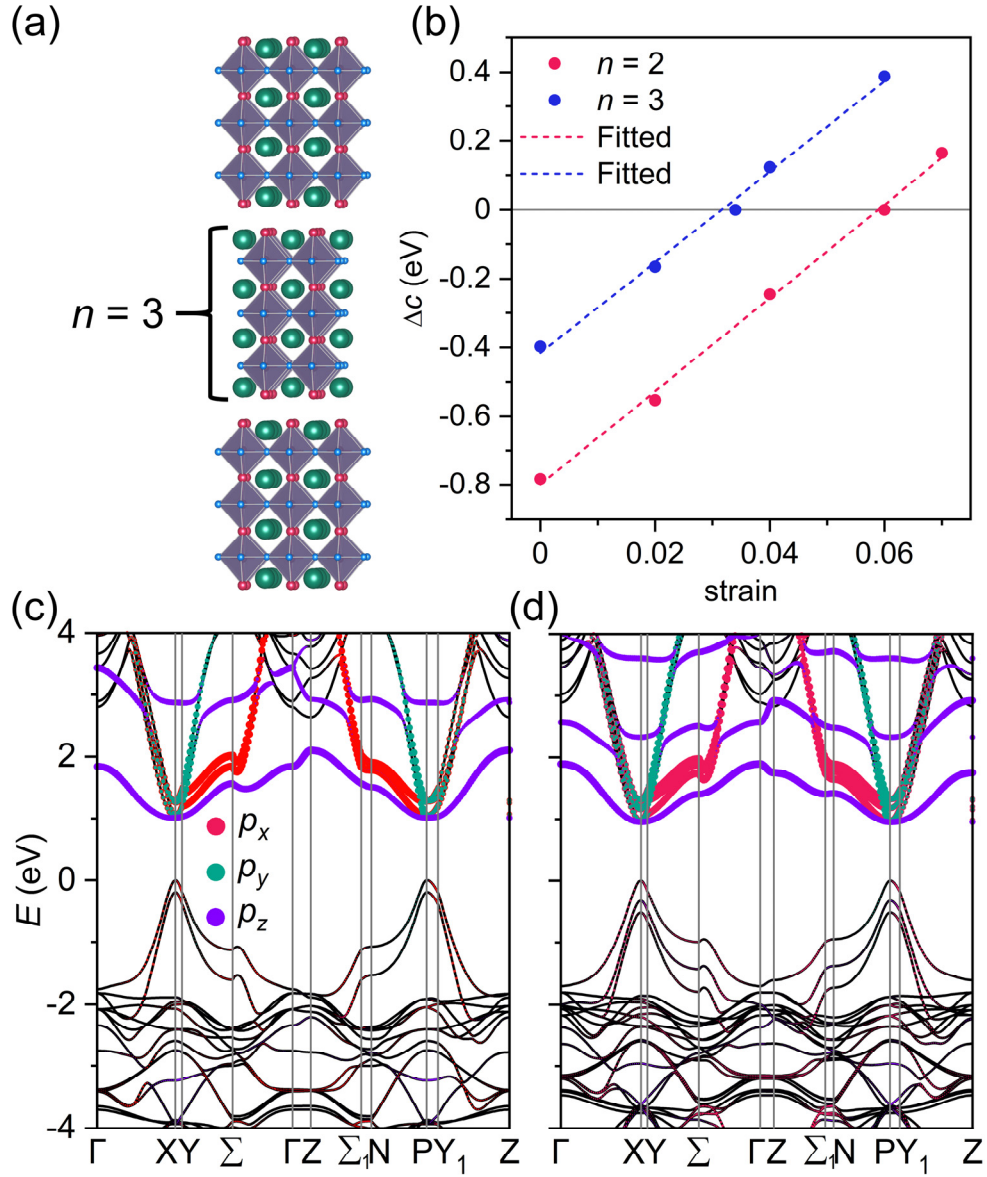 (a)
n = 3
(b)
n = 2
n = 3
Fitted
Fitted
0.4
0.2
0
-0.2
-0.4
-0.6
-0.8
Δc (eV)
0 0.02 0.04 0.06
strain
(c)
4
2
0
-2
-4
E (eV)
pₓ
p_y
p_z
Γ XY Σ ΓZ Σ₁N PY₁ Z
(d)
Γ XY Σ ΓZ Σ₁N PY₁ Z